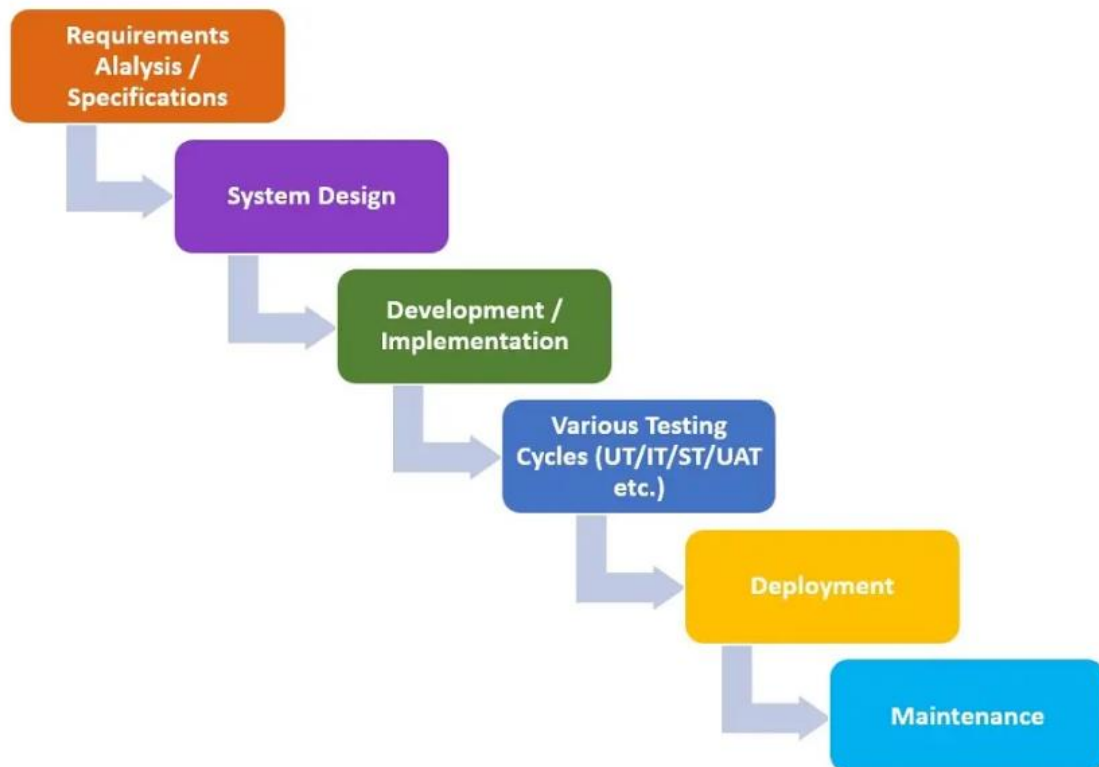 Requirements
Alalysis /
Specifications
System Design
Development /
Implementation
Various Testing
Cycles (UT/IT/ST/UAT
etc.)
Deployment
Maintenance